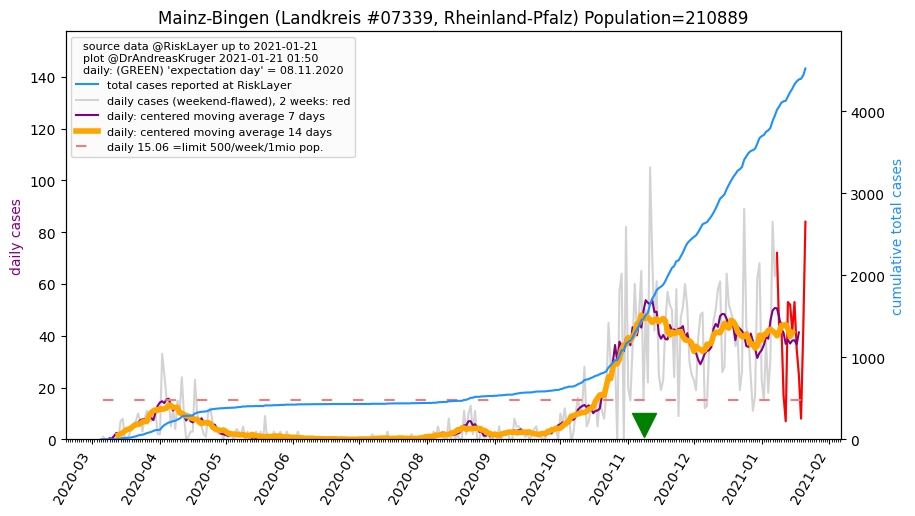 Mainz-Bingen (Landkreis #07339, Rheinland-Pfalz) Population=210889
source data @RiskLayer up to 2021-01-21
plot @DrAndreasKruger 2021-01-21 01:50
daily: (GREEN) 'expectation day' = 08.11.2020
total cases reported at RiskLayer
daily cases (weekend-flawed), 2 weeks: red
daily: centered moving average 7 days
daily: centered moving average 14 days
daily 15.06 =limit 500/week/1mio pop.
daily cases
140
120
100
80
60
40
20
0
4000
3000
2000
1000
0
cumulative total cases
2020-03
2020-04
2020-05
2020-06
2020-07
2020-08
2020-09
2020-10
2020-11
2020-12
2021-01
2021-02